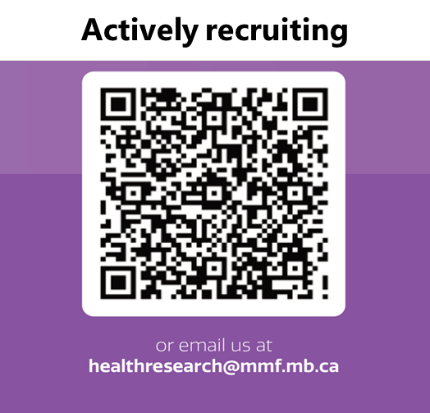 Actively recruiting
or email us at
healthresearch@mmf.mb.ca